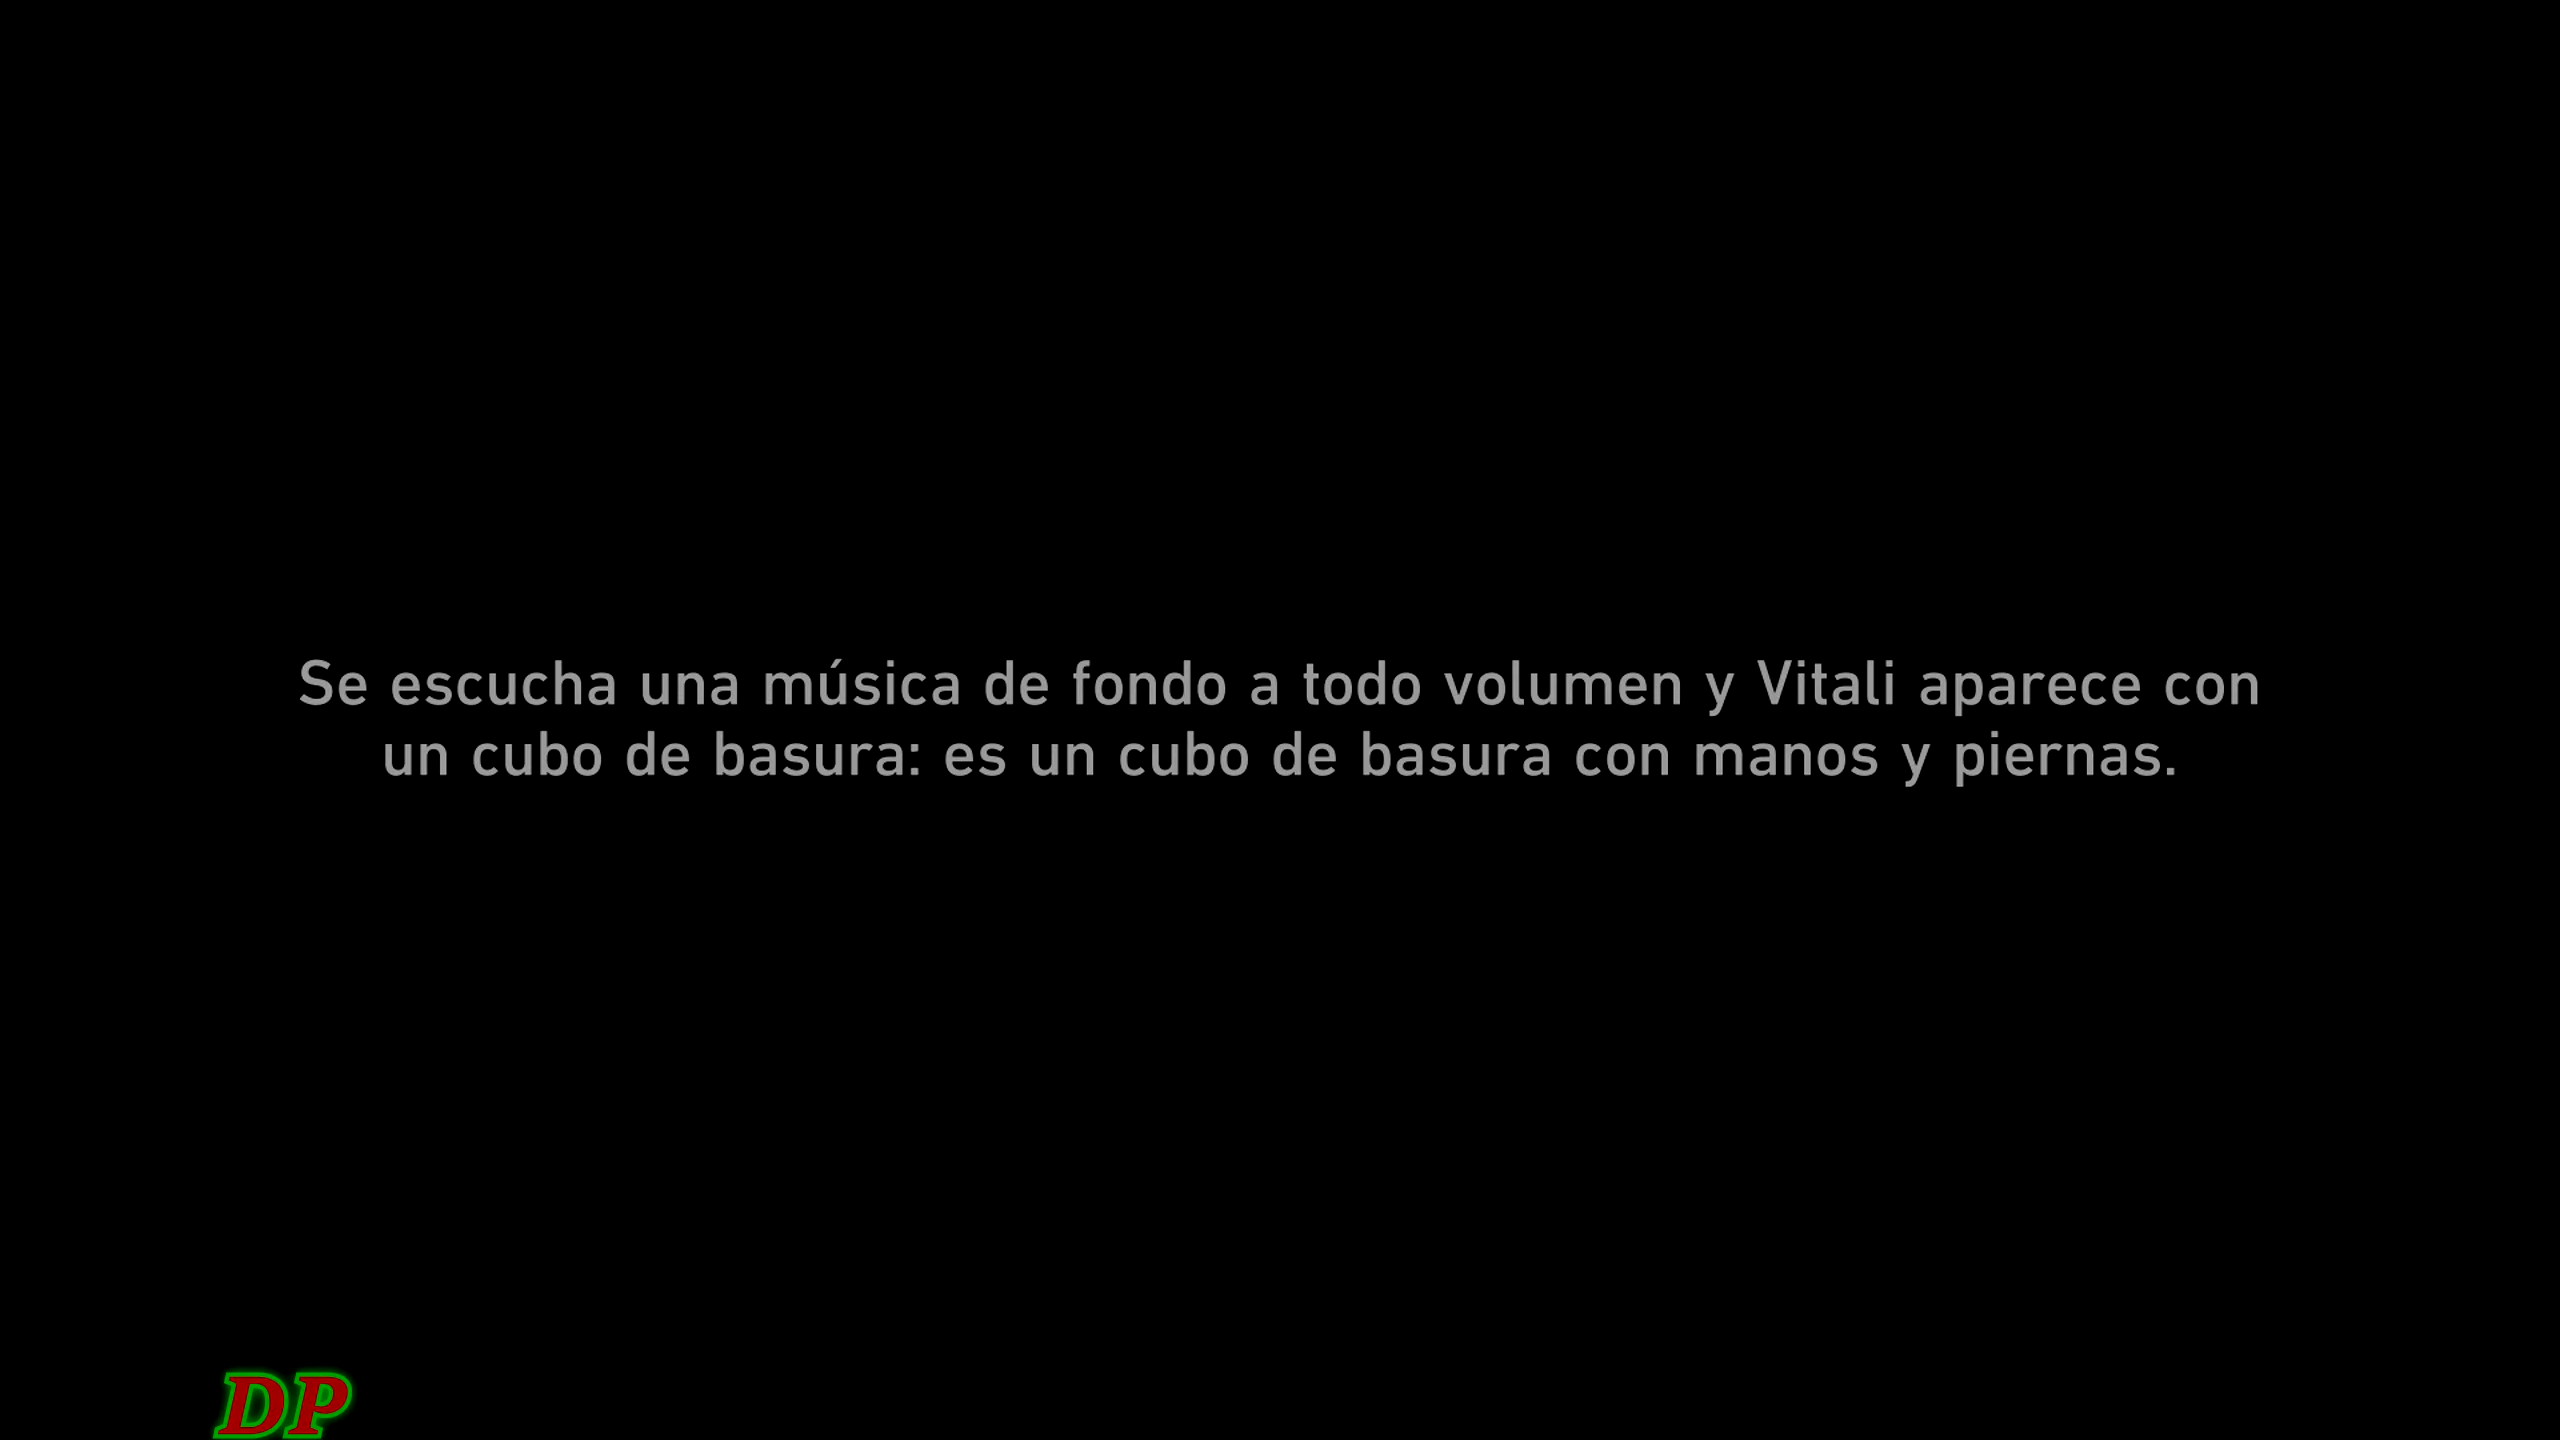 Se escucha una música de fondo a todo volumen y Vitali aparece con
un cubo de basura: es un cubo de basura con manos y piernas.
DP